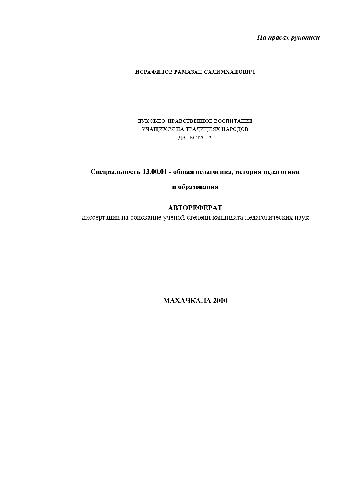 На правах рукописи
ИСРАФИЛОВ РАМАЗАН САЛИМХАНОВИЧ
ДУХОВНО-НРАВСТВЕННОЕ ВОСПИТАНИЕ
УЧАЩИХСЯ НА ТРАДИЦИЯХ НАРОДОВ
Специальность 13.00.01 - общая педагогика, история педагогики
и образования
АВТОРЕФЕРАТ
диссертации на соискание ученой степени кандидата педагогических наук
МАХАЧКАЛА 2000